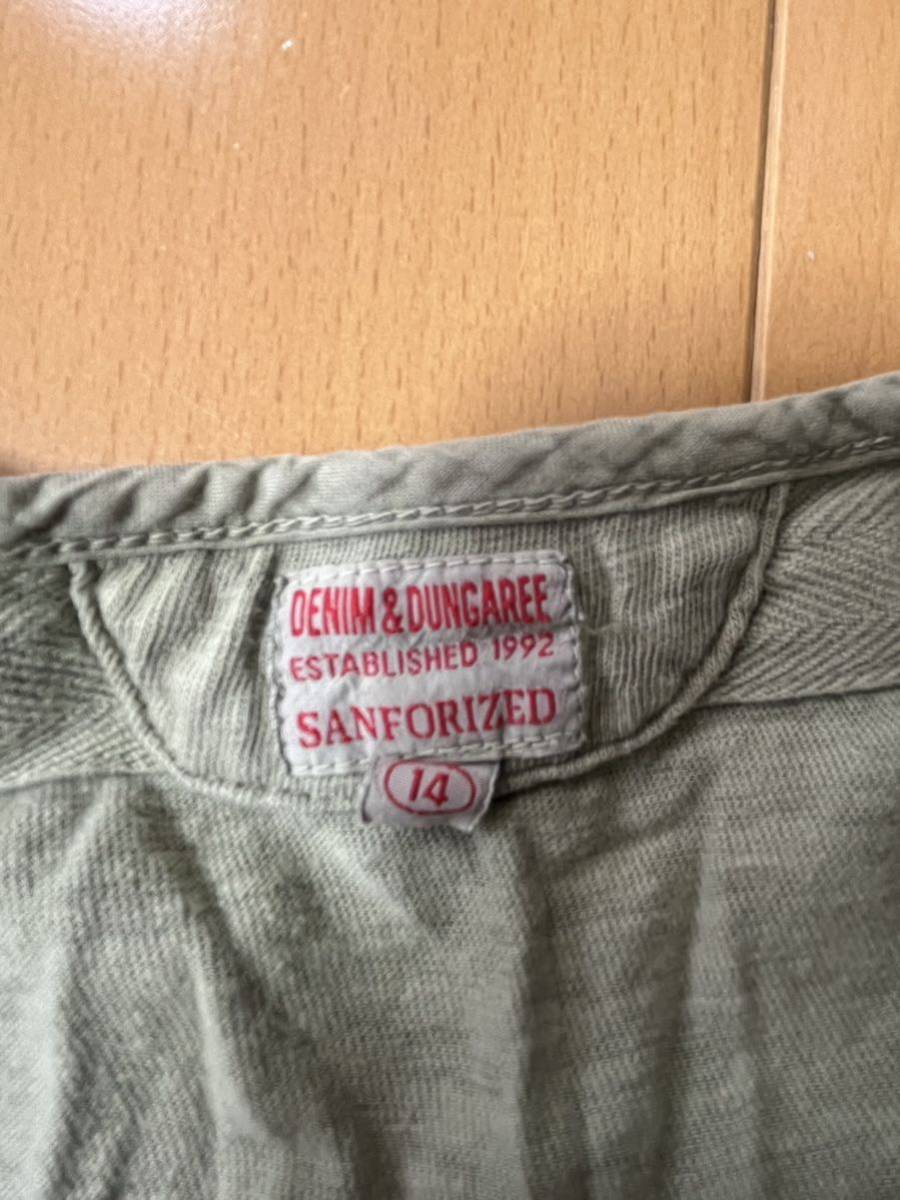 DENIM & DUNGAREE
ESTABLISHED 1992
SANFORIZED
14